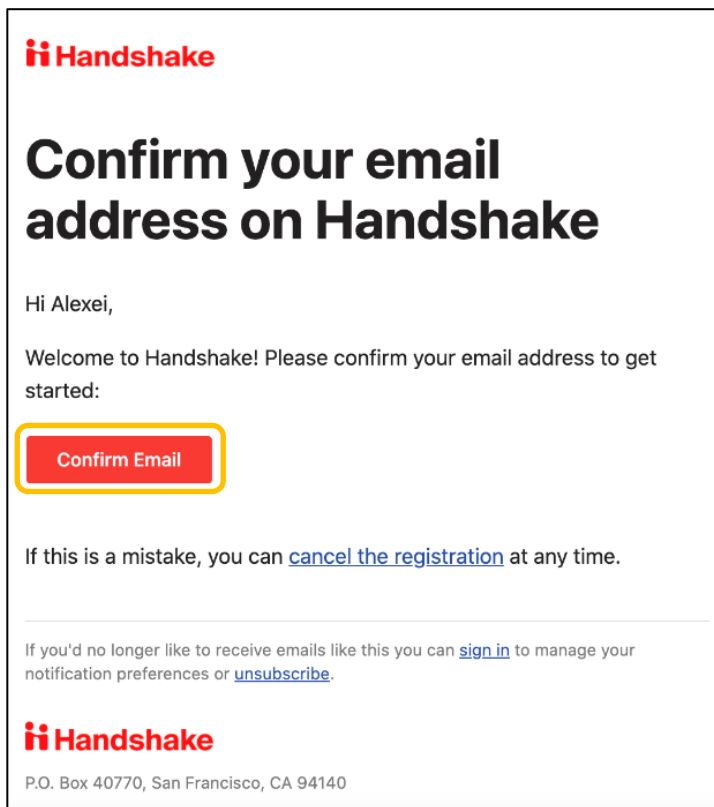 Handshake
Confirm your email
address on Handshake
Hi Alexei,
Welcome to Handshake! Please confirm your email address to get
started:
Confirm Email
If this is a mistake, you can cancel the registration at any time.
If you'd no longer like to receive emails like this you can sign in to manage your
notification preferences or unsubscribe.
Handshake
P.O. Box 40770, San Francisco, CA 94140